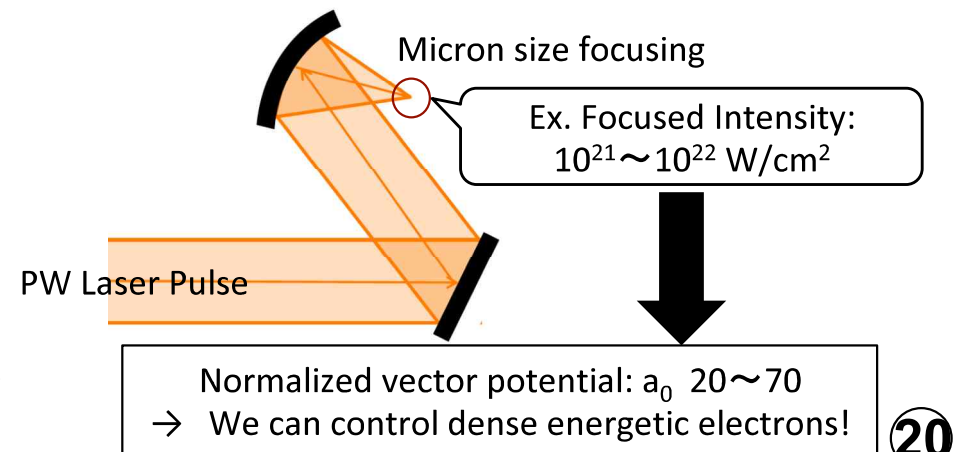 Micron size focusing
Ex. Focused Intensity:
10²¹～10²² W/cm²
PW Laser Pulse
Normalized vector potential: a₀ 20～70
→ We can control dense energetic electrons!
20